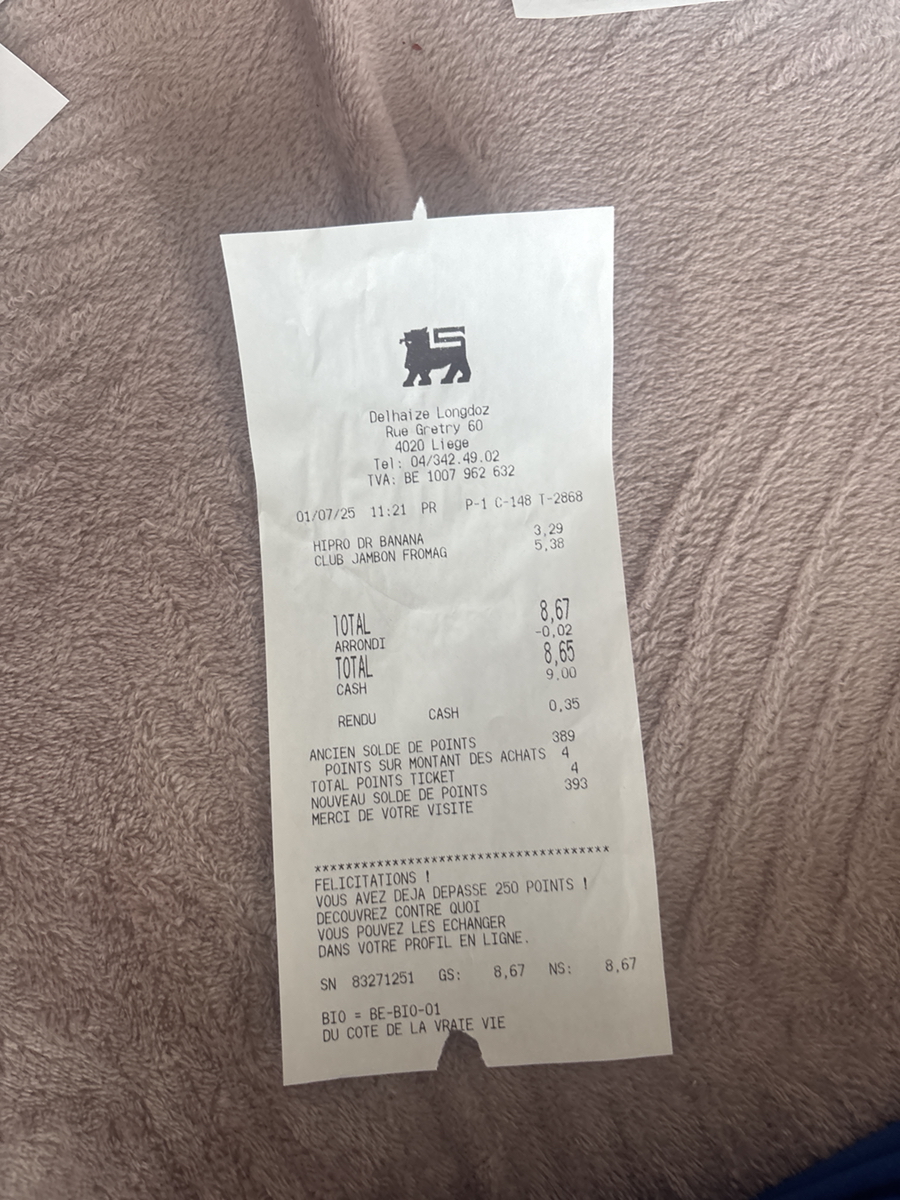 Delhaize Longdoz
Rue Gretry 60
4020 Liege
Tel: 04/342.49.02
TVA: BE 1007 962 632
01/07/25 11:21 PR P-1 C-148 T-2868
HIPRO DR BANANA 3,29
CLUB JAMBON FROMAG 5,38
TOTAL 8,67
ARRONDI -0,02
TOTAL 8,65
CASH 9,00
RENDU CASH 0,35
ANCIEN SOLDE DE POINTS 389
POINTS SUR MONTANT DES ACHATS 4
TOTAL POINTS TICKET 4
NOUVEAU SOLDE DE POINTS 393
MERCI DE VOTRE VISITE
****************************************
FELICITATIONS !
VOUS AVEZ DEJA DEPASSE 250 POINTS !
DECOUVREZ CONTRE QUOI
VOUS POUVEZ LES ECHANGER
DANS VOTRE PROFIL EN LIGNE.
SN 83271251 GS: 8,67 NS: 8,67
BIO = BE-BIO-01
DU COTE DE LA VRAIE VIE